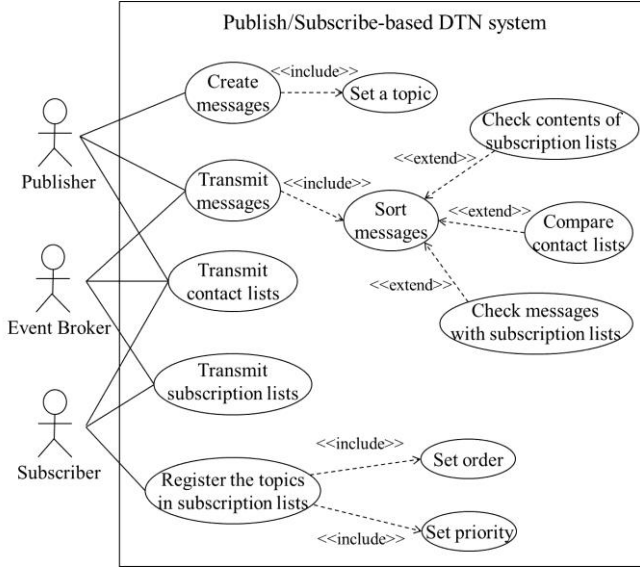 Publish/Subscribe-based DTN system
Create
messages
<<include>>
Set a topic
Publisher
Check contents of
subscription lists
<<extend>>
Transmit
messages
<<include>>
Sort
messages
<<extend>>
Compare
contact lists
Event Broker
Transmit
contact lists
<<extend>>
Check messages
with subscription lists
Transmit
subscription lists
Subscriber
<<include>>
Set order
Register the topics
in subscription lists
<<include>>
Set priority